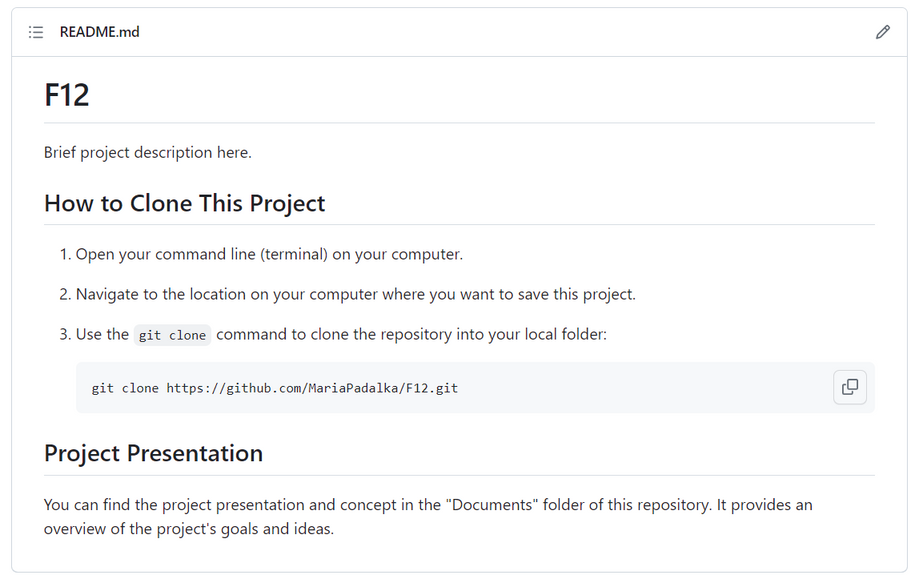 README.md
F12
Brief project description here.
How to Clone This Project
1. Open your command line (terminal) on your computer.
2. Navigate to the location on your computer where you want to save this project.
3. Use the git clone command to clone the repository into your local folder:
git clone https://github.com/MariaPadalka/F12.git
Project Presentation
You can find the project presentation and concept in the "Documents" folder of this repository. It provides an
overview of the project's goals and ideas.